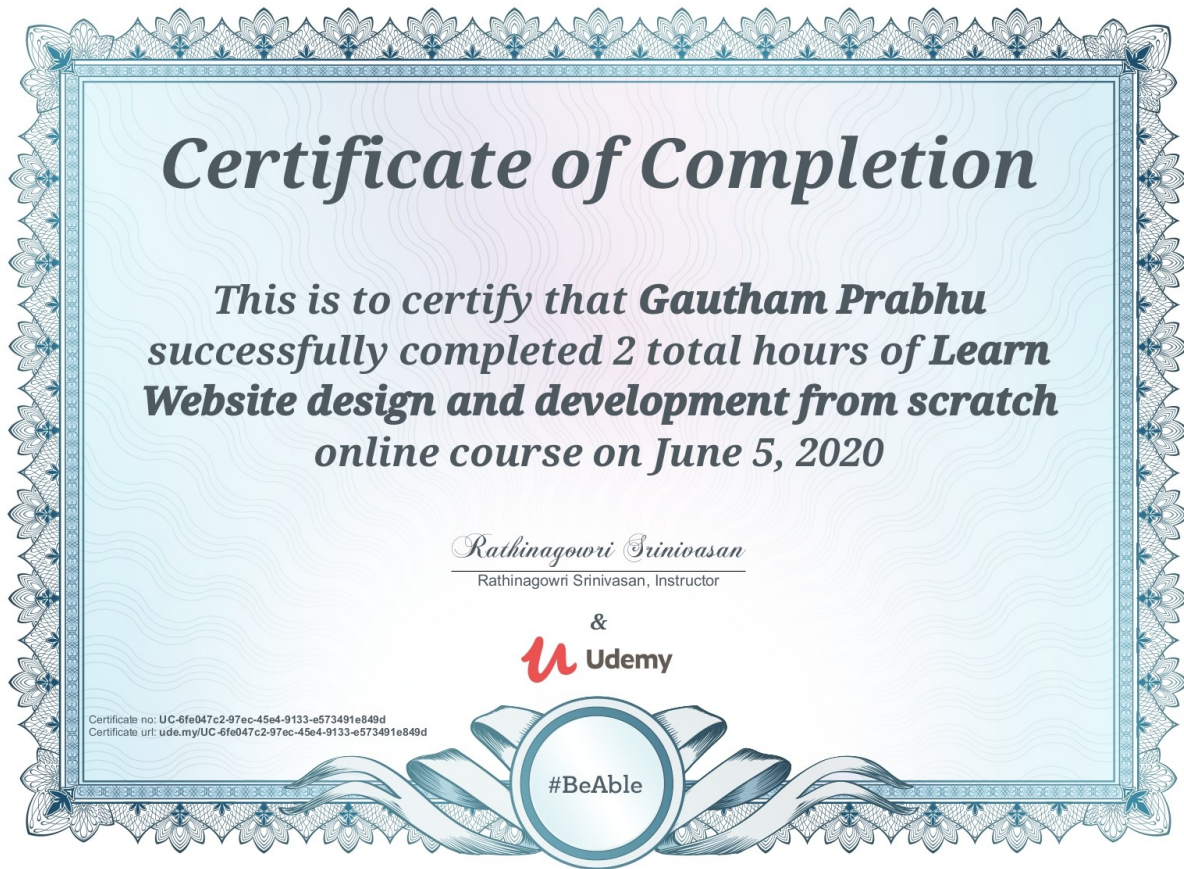 Certificate of Completion
This is to certify that Gautham Prabhu
successfully completed 2 total hours of Learn
Website design and development from scratch
online course on June 5, 2020
Rathinagowri Srinivasan
Rathinagowri Srinivasan, Instructor
&
Udemy
Certificate no: UC-6fe047c2-97ec-45e4-9133-e573491e849d
Certificate url: ude.my/UC-6fe047c2-97ec-45e4-9133-e573491e849d
#BeAble